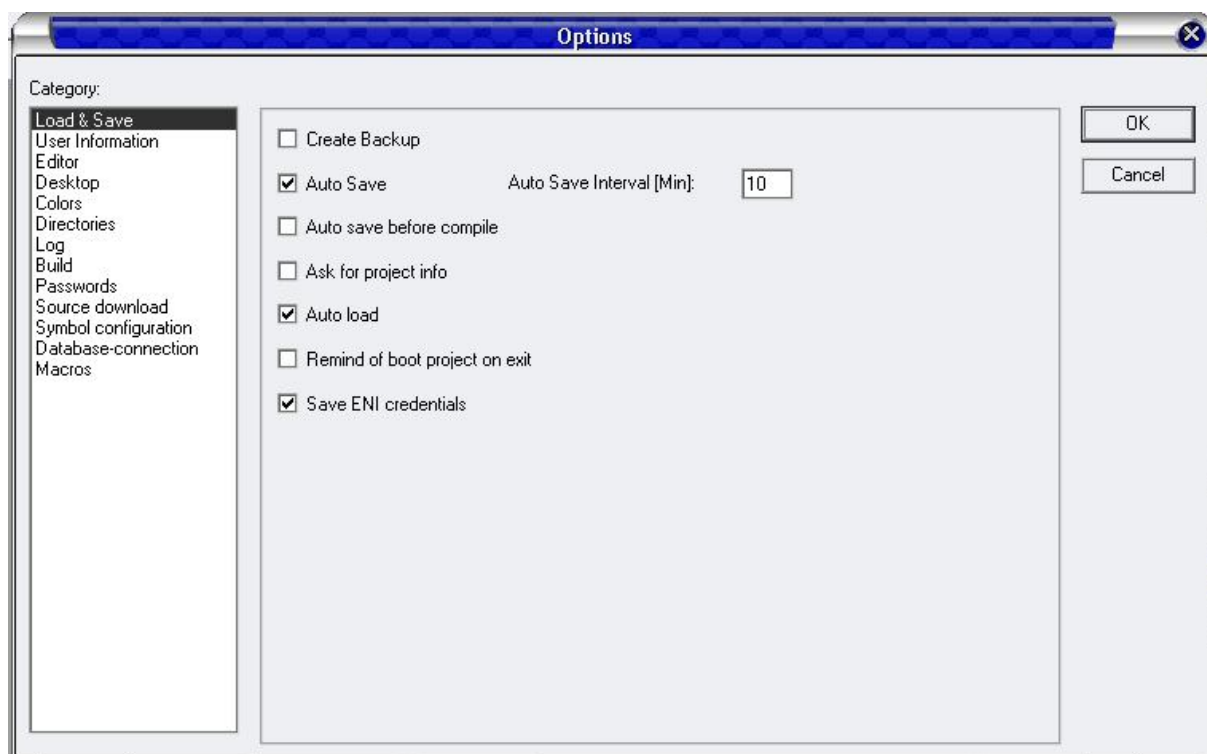 Options
Category:
Load & Save
User Information
Editor
Desktop
Colors
Directories
Log
Build
Passwords
Source download
Symbol configuration
Database-connection
Macros
Create Backup
Auto Save Auto Save Interval [Min]: 10
Auto save before compile
Ask for project info
Auto load
Remind of boot project on exit
Save ENI credentials
OK
Cancel